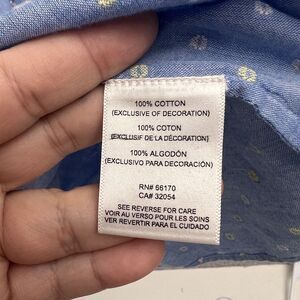 100% COTTON
(EXCLUSIVE OF DECORATION)
100% COTON
(EXCLUSIF DE LA DÉCORATION)
100% ALGODÓN
(EXCLUSIVO PARA DECORACIÓN)
RN# 66170
CA# 32054
SEE REVERSE FOR CARE
VOIR AU VERSO POUR LES SOINS
VER REVERTIR PARA EL CUIDADO